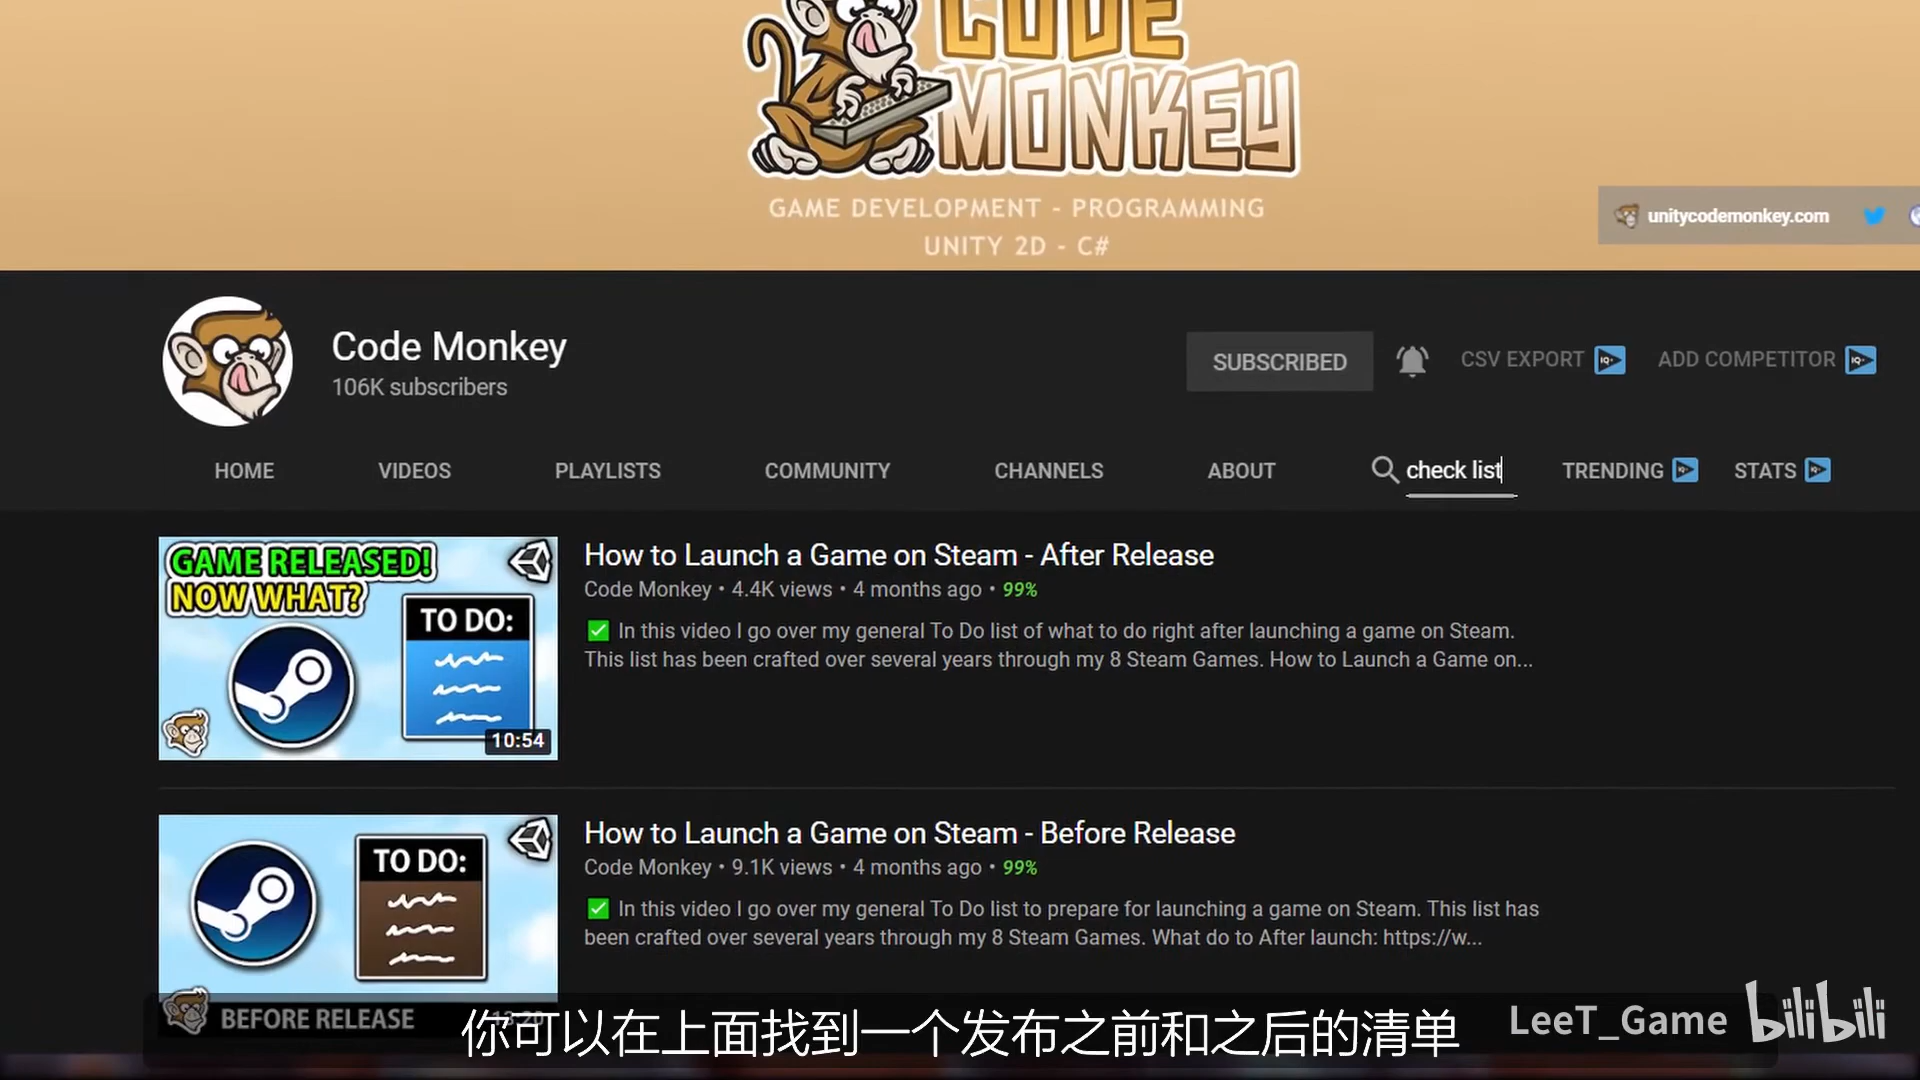 CODE
MONKEY
GAME DEVELOPMENT - PROGRAMMING
UNITY 2D - C#
unitycodemonkey.com
Code Monkey
106K subscribers
SUBSCRIBED
CSV EXPORT
ADD COMPETITOR
HOME VIDEOS PLAYLISTS COMMUNITY CHANNELS ABOUT check list TRENDING STATS
GAME RELEASED!
NOW WHAT?
TO DO:
10:54
How to Launch a Game on Steam - After Release
Code Monkey • 4.4K views • 4 months ago • 99%
✅ In this video I go over my general To Do list of what to do right after launching a game on Steam.
This list has been crafted over several years through my 8 Steam Games. How to Launch a Game on...
TO DO:
BEFORE RELEASE
How to Launch a Game on Steam - Before Release
Code Monkey • 9.1K views • 4 months ago • 99%
✅ In this video I go over my general To Do list to prepare for launching a game on Steam. This list has
been crafted over several years through my 8 Steam Games. What do to After launch: https://w...
你可以在上面找到一个发布之前和之后的清单
LeeT_Game bilibili